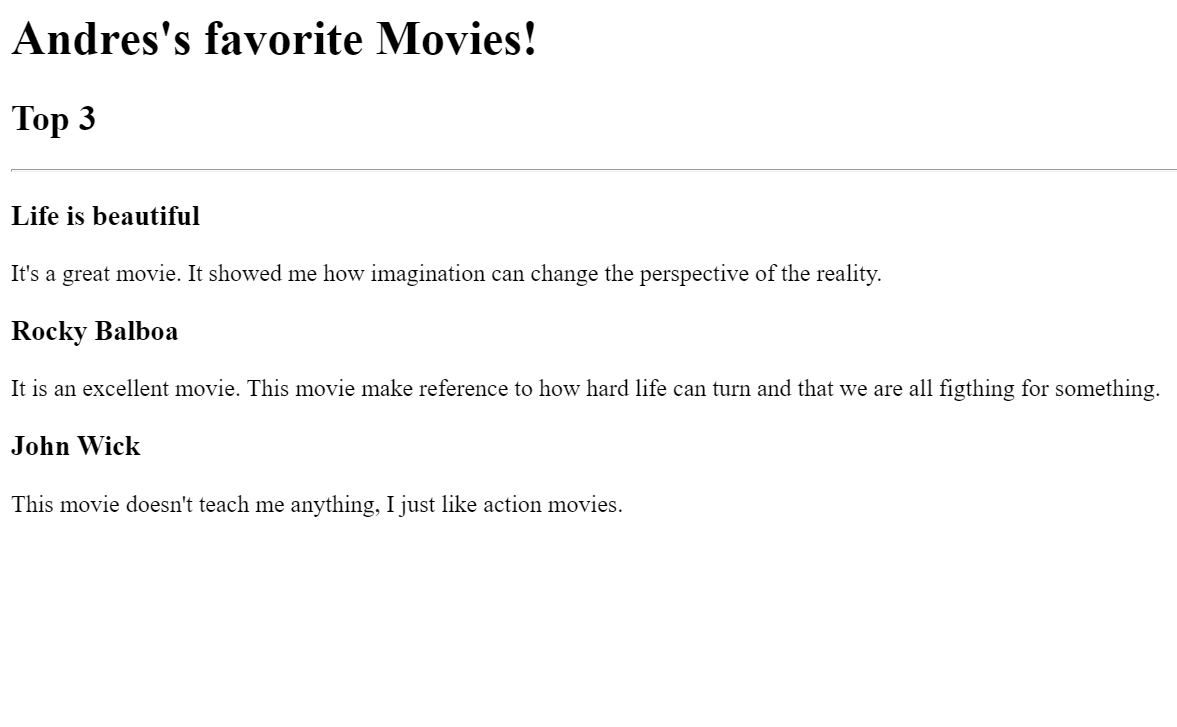 Andres's favorite Movies!
Top 3
Life is beautiful
It's a great movie. It showed me how imagination can change the perspective of the reality.
Rocky Balboa
It is an excellent movie. This movie make reference to how hard life can turn and that we are all figthing for something.
John Wick
This movie doesn't teach me anything, I just like action movies.